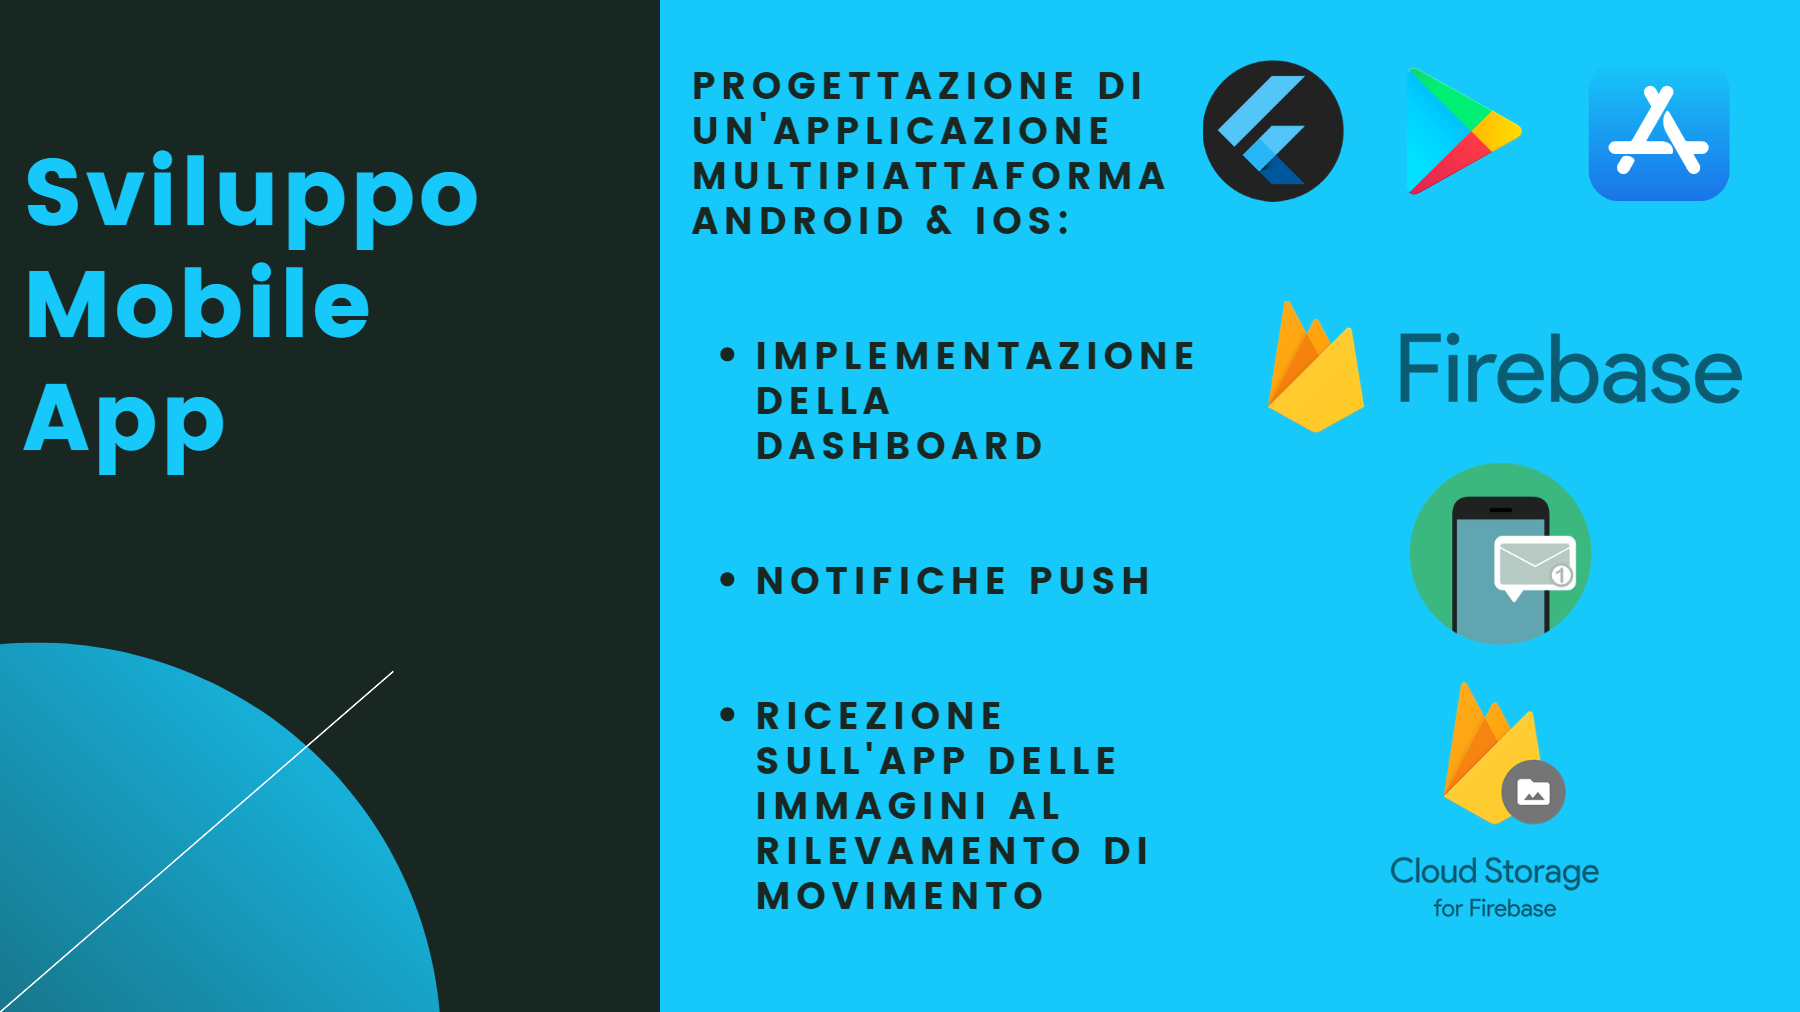 Sviluppo
Mobile
App
PROGETTAZIONE DI
UN'APPLICAZIONE
MULTIPIATTAFORMA
ANDROID & IOS:
• IMPLEMENTAZIONE
DELLA
DASHBOARD
Firebase
1
• NOTIFICHE PUSH
• RICEZIONE
SULL'APP DELLE
IMMAGINI AL
RILEVAMENTO DI
MOVIMENTO
Cloud Storage
for Firebase